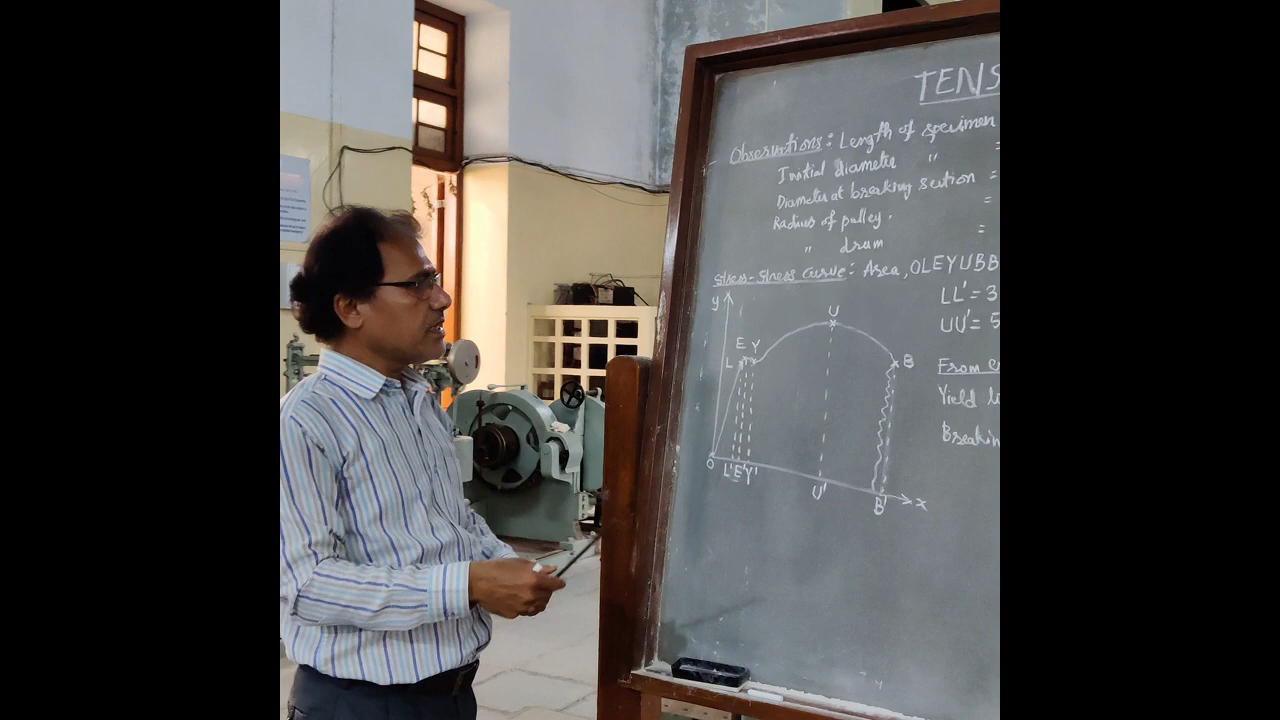 TENS
Observations: Length of specimen
Initial diameter " =
Diameter at breaking section =
Radius of pulley. =
" drum =
Stress-Stress Curve: Area, OLEYUBB
LL' = 3
UU' = 5
y
U
E Y
L
B
From
Yield
Breakin
O L' E' Y' U' B' x